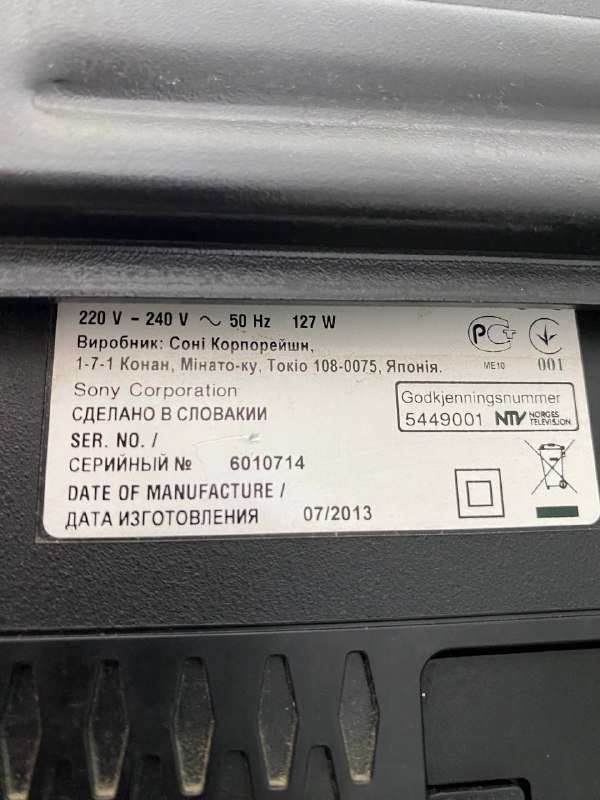 220 V - 240 V ~ 50 Hz 127 W
Виробник: Соні Корпорейшн,
1-7-1 Конан, Мінато-ку, Токіо 108-0075, Японія.
ME10
001
Sony Corporation
СДЕЛАНО В СЛОВАКИИ
Godkjenningsnummer
5449001 NTV NORGES TELEVISJON
SER. NO. /
СЕРИЙНЫЙ № 6010714
DATE OF MANUFACTURE /
ДАТА ИЗГОТОВЛЕНИЯ 07/2013